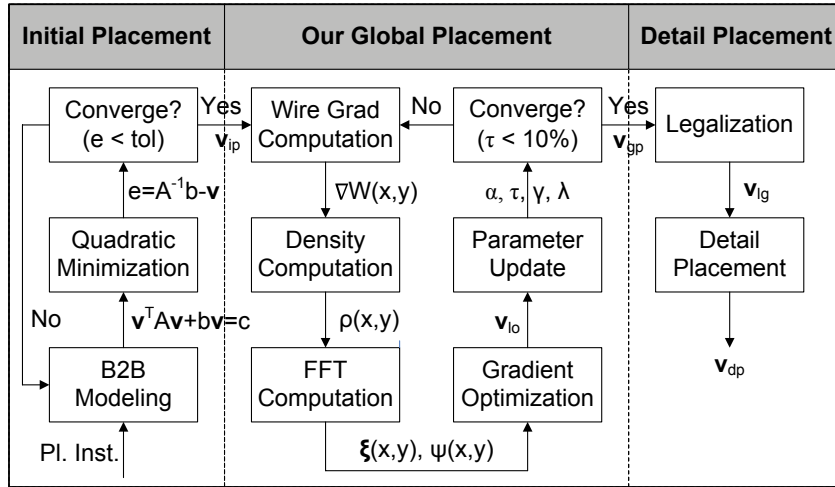 Initial Placement
Our Global Placement
Detail Placement
Converge?
(e < tol)
Yes
v_ip
e=A^-1b-v
Quadratic
Minimization
No
v^TAv+bv=c
B2B
Modeling
Pl. Inst.
Wire Grad
Computation
∇W(x,y)
Density
Computation
ρ(x,y)
FFT
Computation
ξ(x,y), ψ(x,y)
Gradient
Optimization
v_lo
Parameter
Update
α, τ, γ, λ
Converge?
(τ < 10%)
No
Yes
v_gp
Legalization
v_lg
Detail
Placement
v_dp